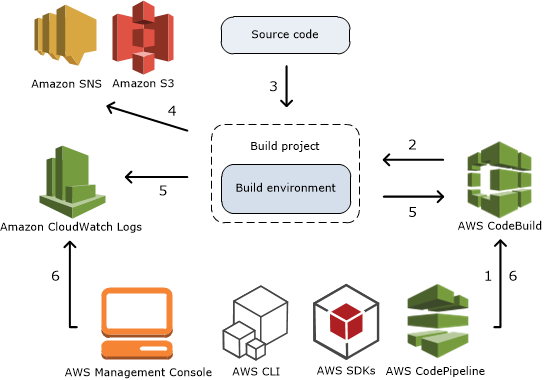 Source code
Amazon SNS
Amazon S3
3
4
Build project
2
Build environment
5
5
Amazon CloudWatch Logs
AWS CodeBuild
6
1
6
AWS Management Console
AWS CLI
AWS SDKs
AWS CodePipeline